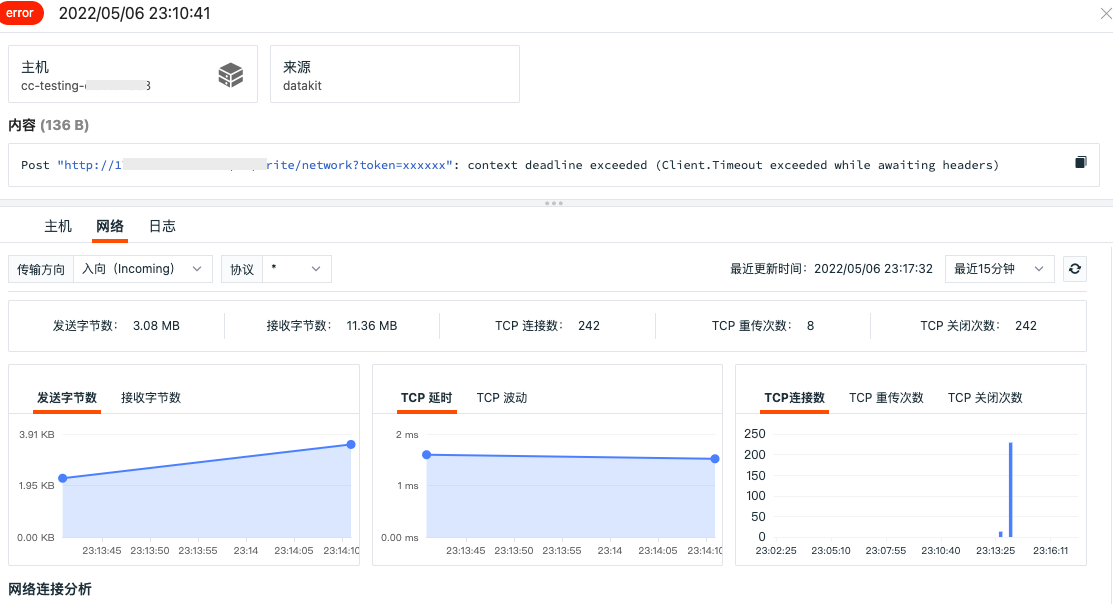 error 2022/05/06 23:10:41
主机 来源
cc-testing- datakit
内容 (136 B)
Post "http://1 rite/network?token=xxxxxx": context deadline exceeded (Client.Timeout exceeded while awaiting headers)
主机 网络 日志
传输方向 入向 (Incoming) 协议 * 最近更新时间: 2022/05/06 23:17:32 最近15分钟
发送字节数: 3.08 MB 接收字节数: 11.36 MB TCP 连接数: 242 TCP 重传次数: 8 TCP 关闭次数: 242
发送字节数 接收字节数
3.91 KB
1.95 KB
0.00 KB
23:13:45 23:13:50 23:13:55 23:14 23:14:05 23:14:10
TCP 延时 TCP 波动
2 ms
1 ms
0.00 ms
23:13:45 23:13:50 23:13:55 23:14 23:14:05 23:14:10
TCP连接数 TCP 重传次数 TCP 关闭次数
250
200
150
100
50
0
23:02:25 23:05:10 23:07:55 23:10:40 23:13:25 23:16:11
网络连接分析